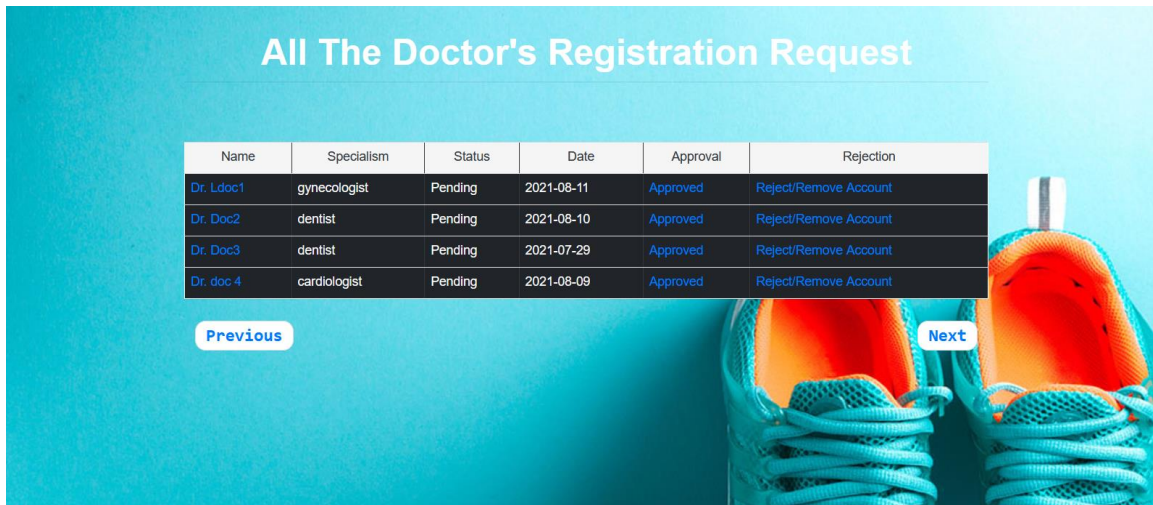 All The Doctor's Registration Request
Name Specialism Status Date Approval Rejection
Dr. Ldoc1 gynecologist Pending 2021-08-11 Approved Reject/Remove Account
Dr. Doc2 dentist Pending 2021-08-10 Approved Reject/Remove Account
Dr. Doc3 dentist Pending 2021-07-29 Approved Reject/Remove Account
Dr. doc 4 cardiologist Pending 2021-08-09 Approved Reject/Remove Account
Previous Next